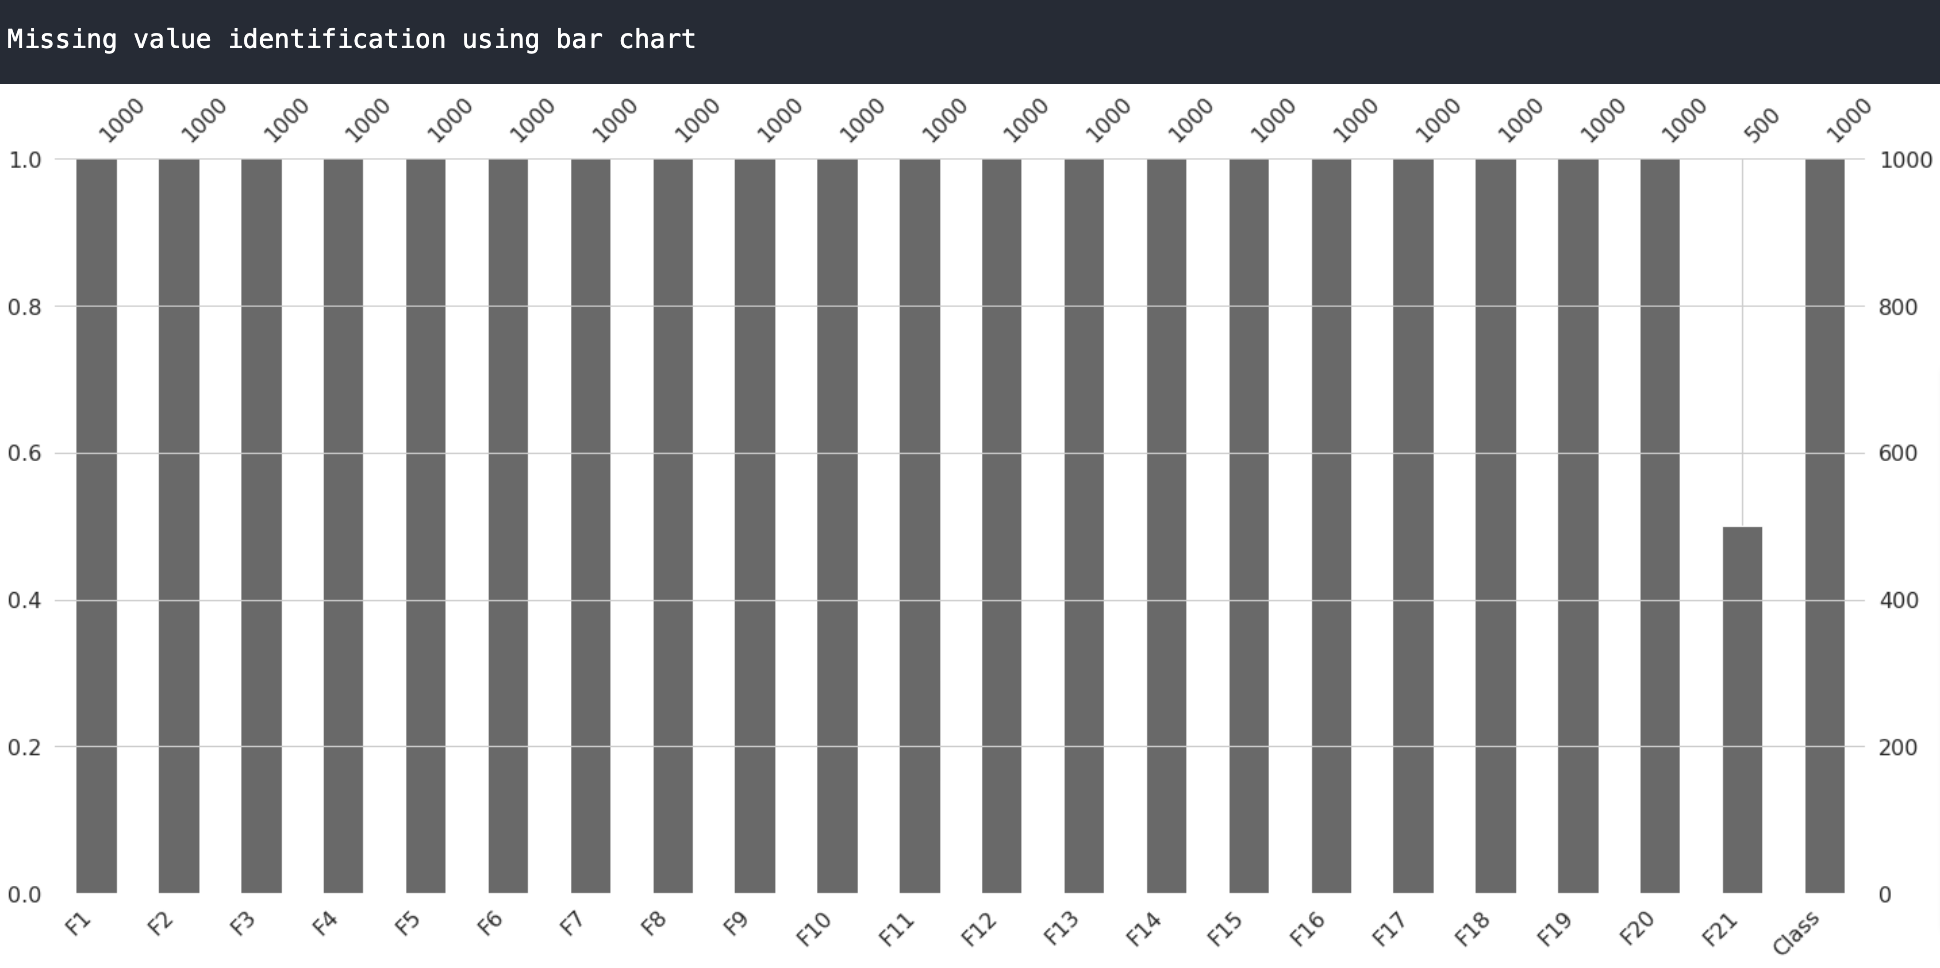 Missing value identification using bar chart
1000 1000 1000 1000 1000 1000 1000 1000 1000 1000 1000 1000 1000 1000 1000 1000 1000 1000 1000 1000 500 1000
1.0 1000
0.8 800
0.6 600
0.4 400
0.2 200
0.0 0
F1 F2 F3 F4 F5 F6 F7 F8 F9 F10 F11 F12 F13 F14 F15 F16 F17 F18 F19 F20 F21 Class